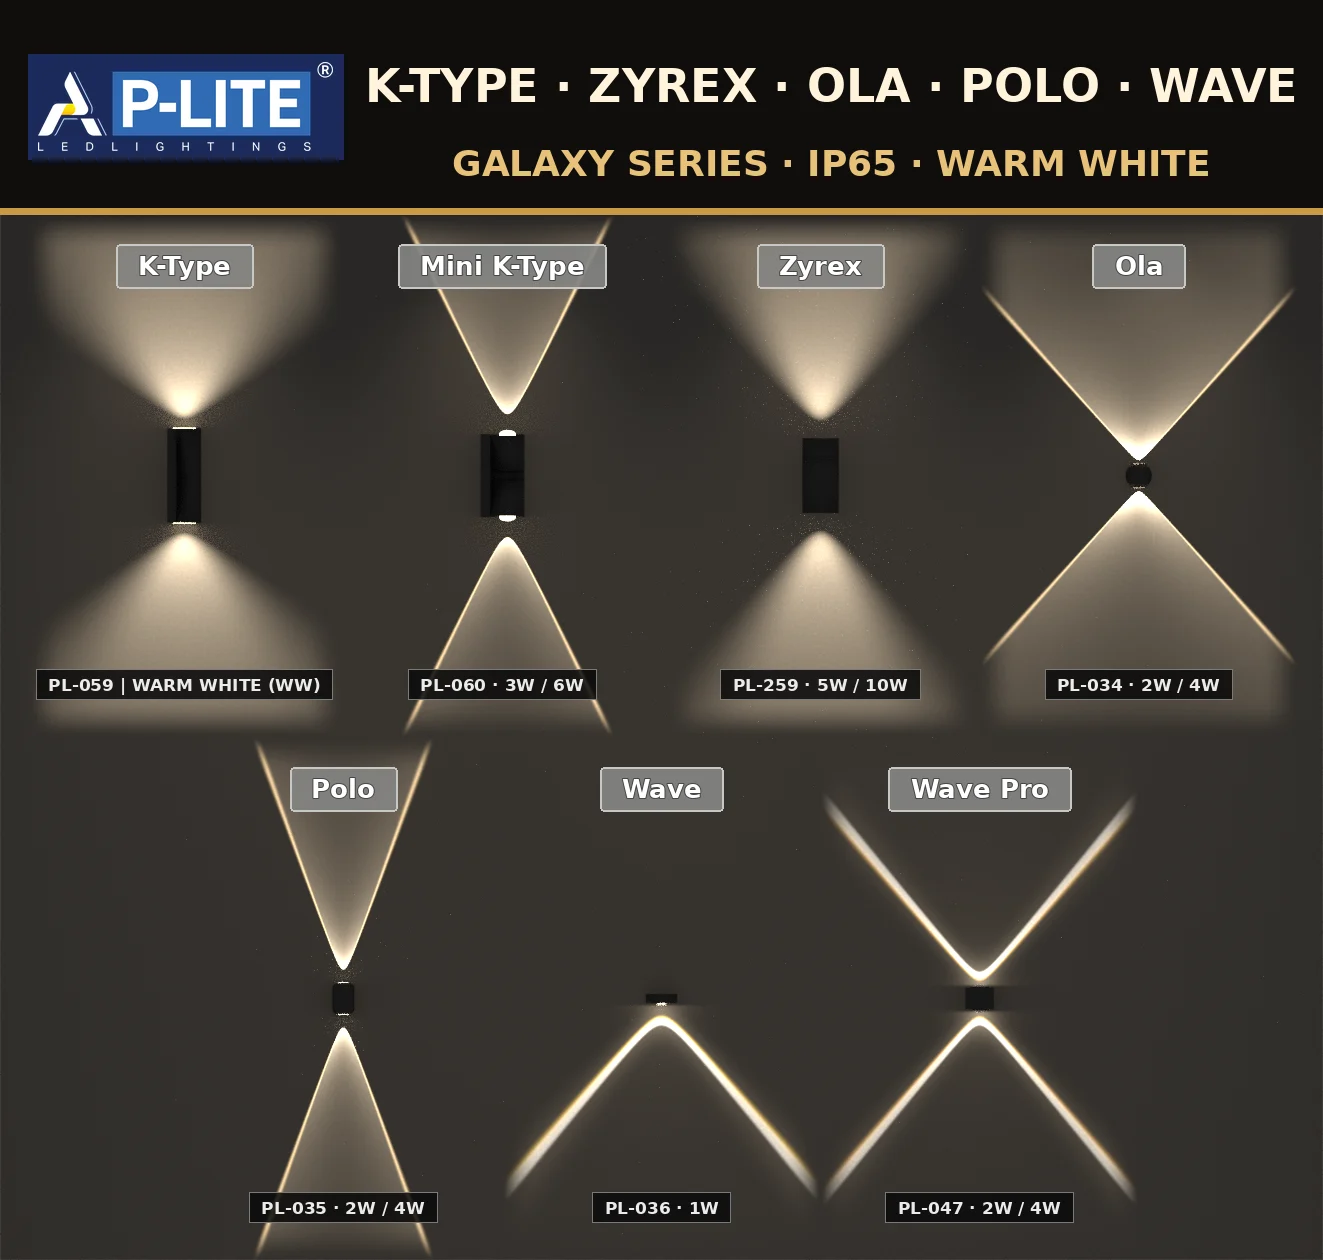 AP-LITE®
LEDLIGHTINGS
K-TYPE · ZYREX · OLA · POLO · WAVE
GALAXY SERIES · IP65 · WARM WHITE
K-Type
Mini K-Type
Zyrex
Ola
PL-059 | WARM WHITE (WW)
PL-060 · 3W / 6W
PL-259 · 5W / 10W
PL-034 · 2W / 4W
Polo
Wave
Wave Pro
PL-035 · 2W / 4W
PL-036 · 1W
PL-047 · 2W / 4W